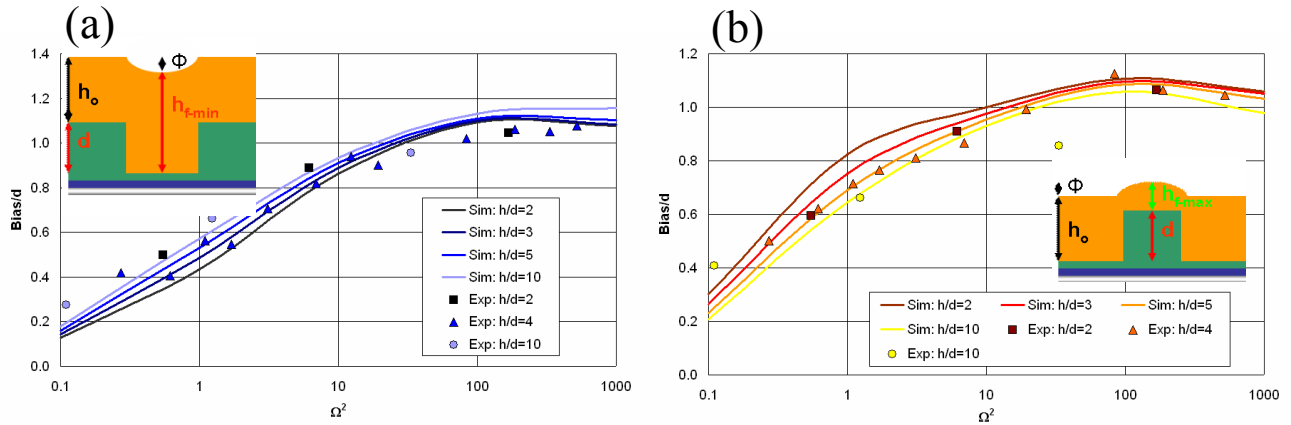 (a)
1.4
1.2
1.0
0.8
0.6
0.4
0.2
0.0
Bias/d
0.1
1
10
100
1000
Ω²
Φ
hₒ
h_f-min
d
Sim: h/d=2
Sim: h/d=3
Sim: h/d=5
Sim: h/d=10
Exp: h/d=2
Exp: h/d=4
Exp: h/d=10
(b)
1.2
1.0
0.8
0.6
0.4
0.2
0.0
Bias/d
0.1
1
10
100
1000
Ω²
Φ
hₒ
h_f-max
d
Sim: h/d=2 Sim: h/d=3 Sim: h/d=5
Sim: h/d=10 Exp: h/d=2 Exp: h/d=4
Exp: h/d=10